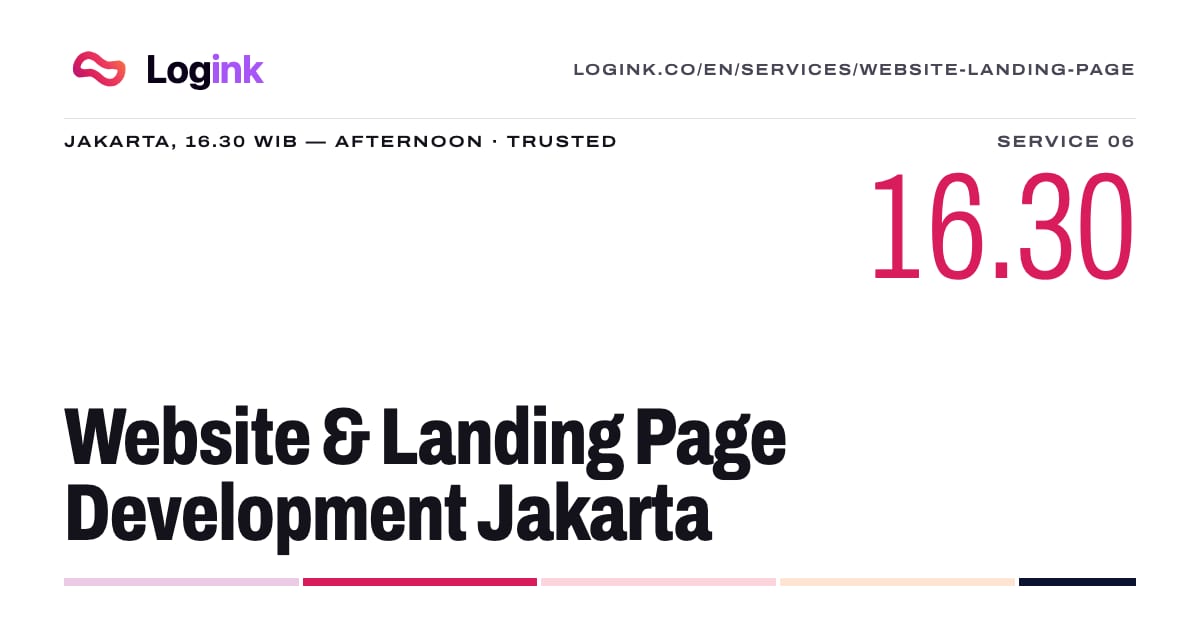 Logink
LOGINK.CO/EN/SERVICES/WEBSITE-LANDING-PAGE
JAKARTA, 16.30 WIB — AFTERNOON · TRUSTED
SERVICE 06
16.30
Website & Landing Page
Development Jakarta